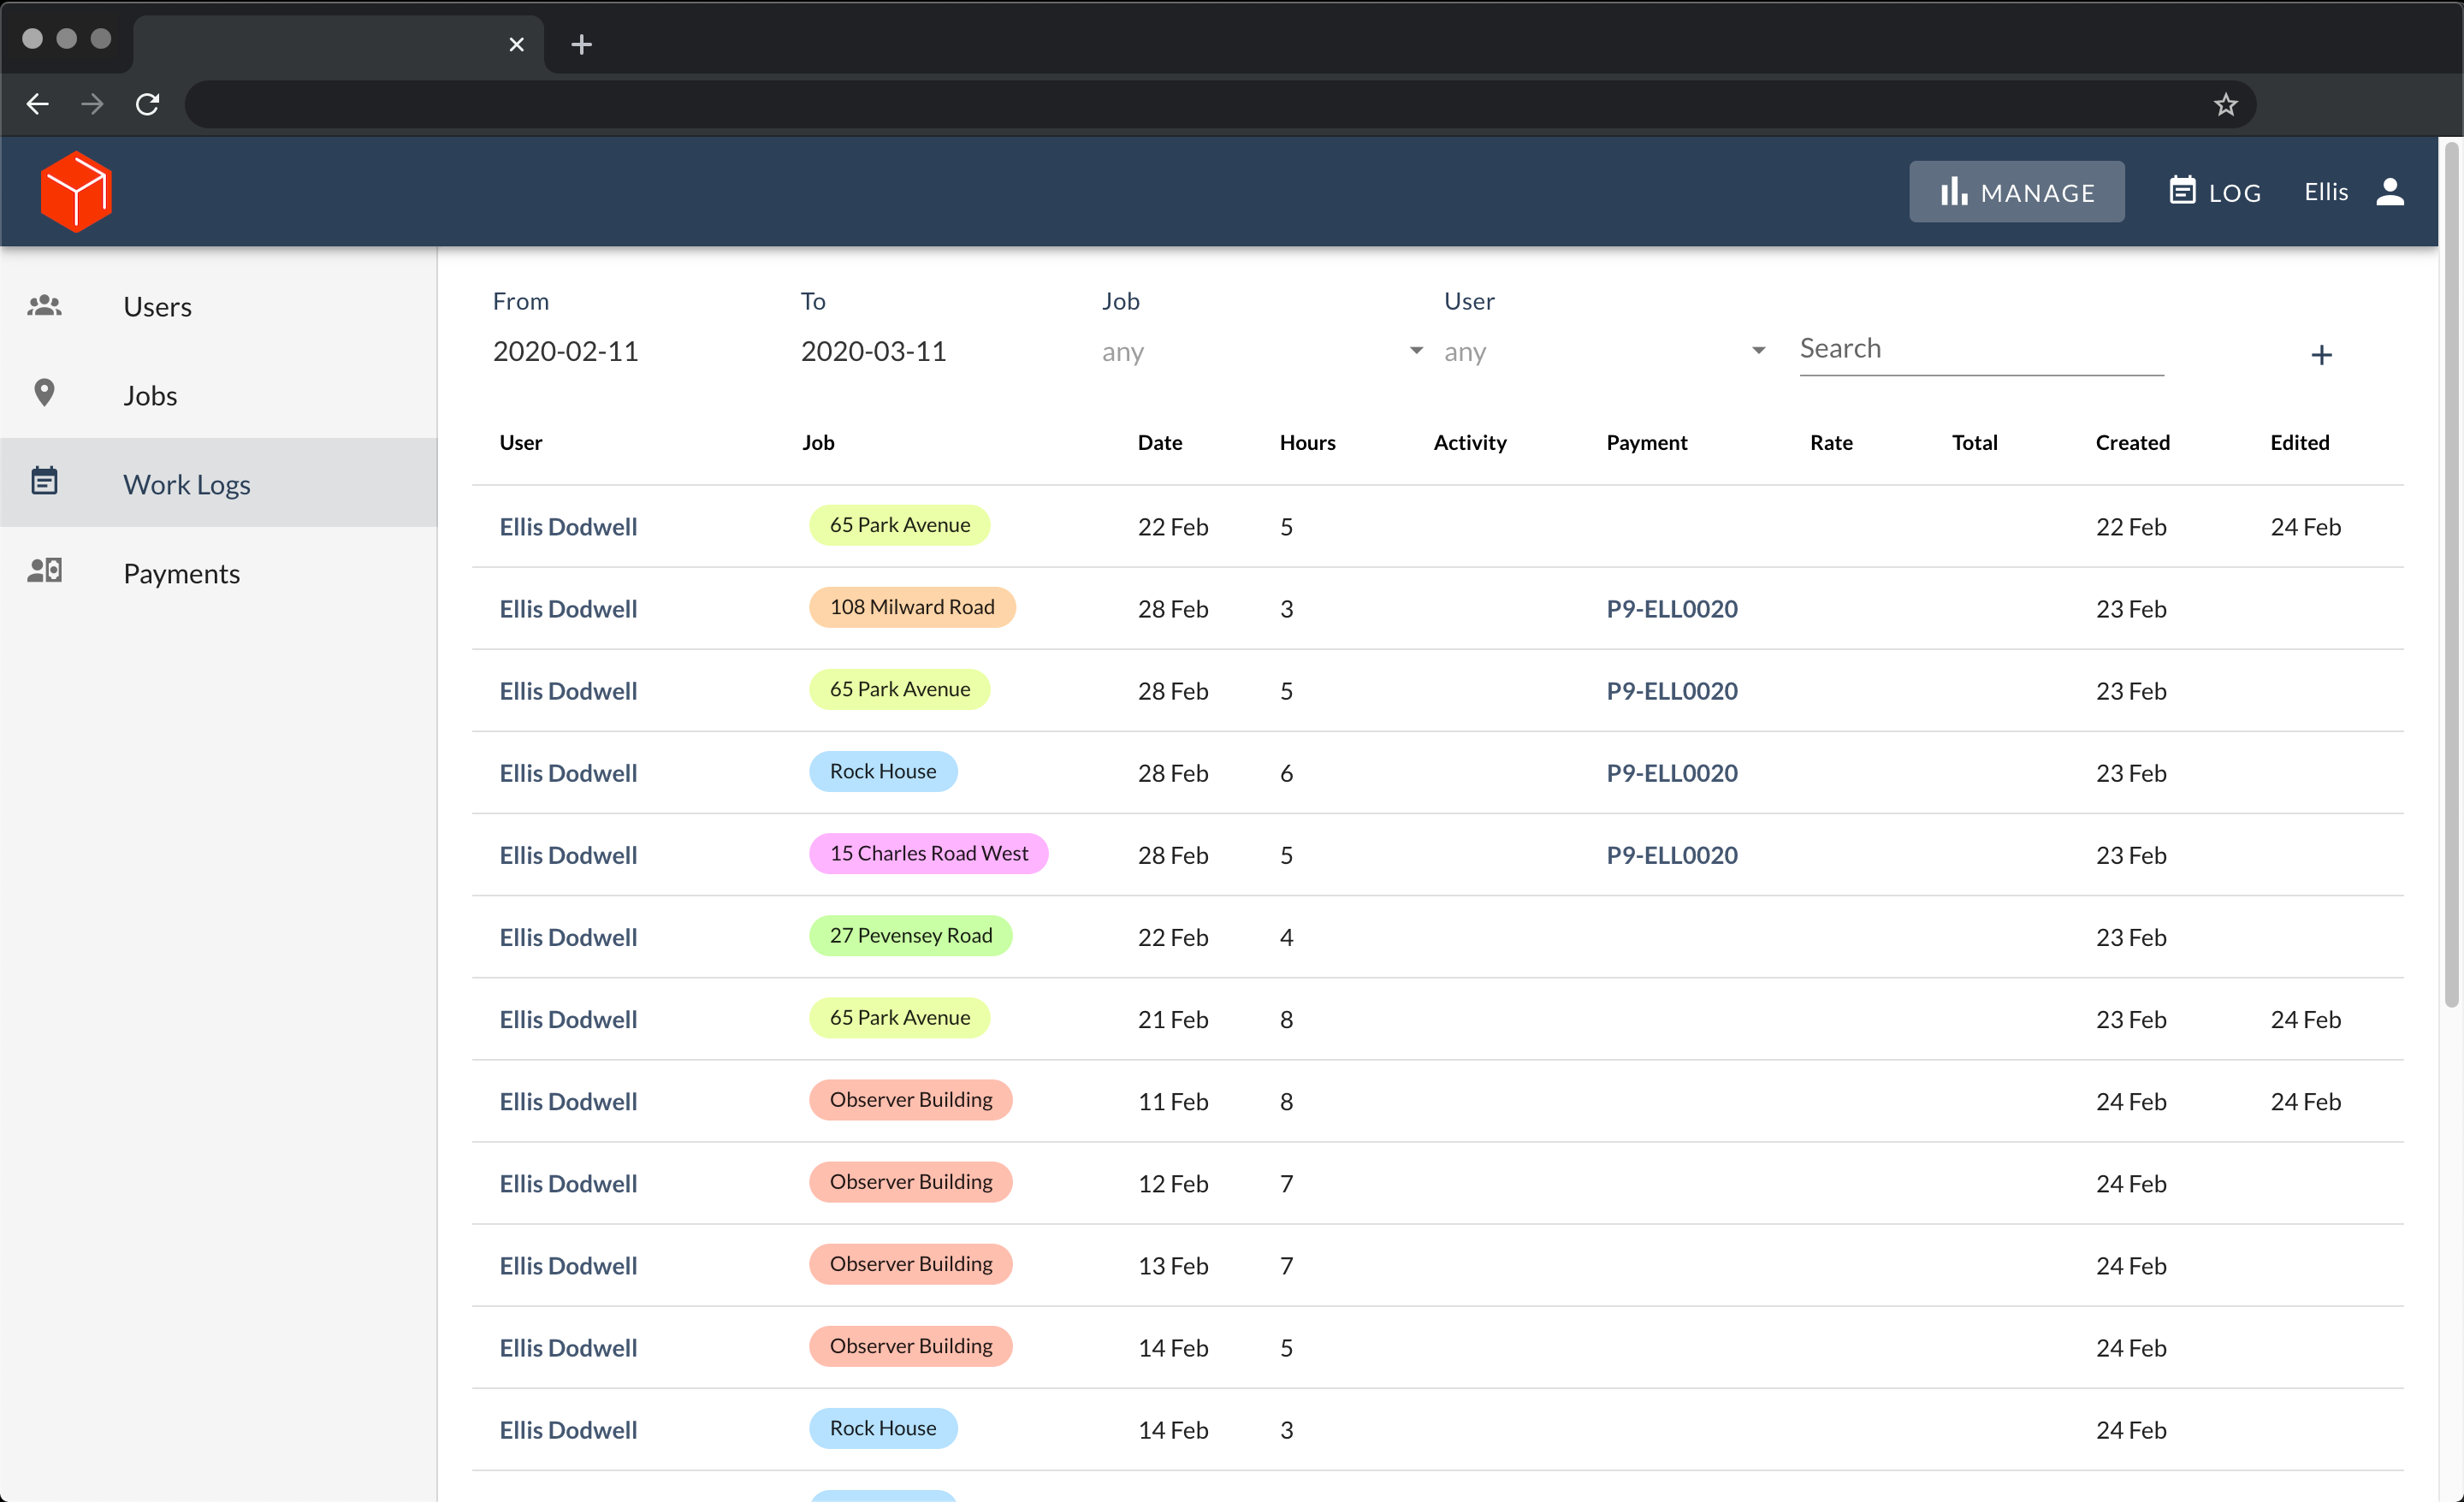 MANAGE LOG Ellis
Users
Jobs
Work Logs
Payments
From To Job User
2020-02-11 2020-03-11 any any Search
User Job Date Hours Activity Payment Rate Total Created Edited
Ellis Dodwell 65 Park Avenue 22 Feb 5 22 Feb 24 Feb
Ellis Dodwell 108 Milward Road 28 Feb 3 P9-ELL0020 23 Feb
Ellis Dodwell 65 Park Avenue 28 Feb 5 P9-ELL0020 23 Feb
Ellis Dodwell Rock House 28 Feb 6 P9-ELL0020 23 Feb
Ellis Dodwell 15 Charles Road West 28 Feb 5 P9-ELL0020 23 Feb
Ellis Dodwell 27 Pevensey Road 22 Feb 4 23 Feb
Ellis Dodwell 65 Park Avenue 21 Feb 8 23 Feb 24 Feb
Ellis Dodwell Observer Building 11 Feb 8 24 Feb 24 Feb
Ellis Dodwell Observer Building 12 Feb 7 24 Feb
Ellis Dodwell Observer Building 13 Feb 7 24 Feb
Ellis Dodwell Observer Building 14 Feb 5 24 Feb
Ellis Dodwell Rock House 14 Feb 3 24 Feb